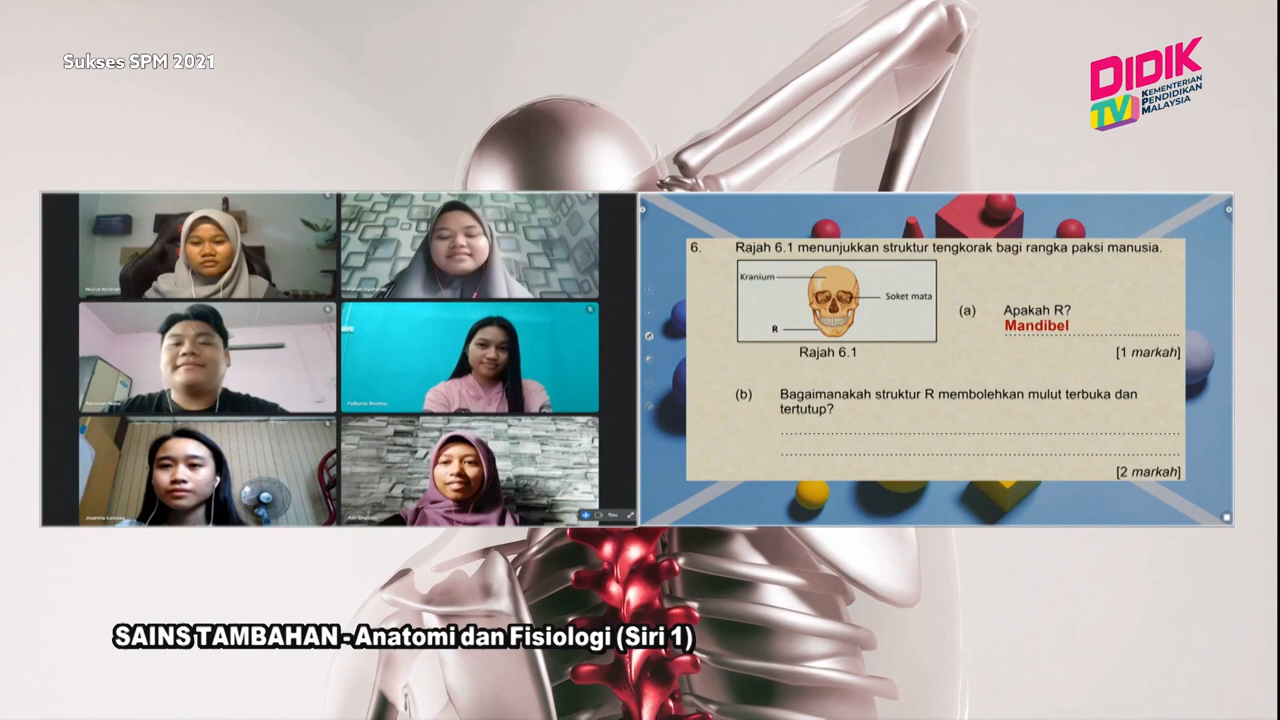 Sukses SPM 2021
DIDIK
TV
KEMENTERIAN
PENDIDIKAN
MALAYSIA
6. Rajah 6.1 menunjukkan struktur tengkorak bagi rangka paksi manusia.
Kranium
Soket mata
R
Rajah 6.1
(a) Apakah R?
Mandibel
[1 markah]
(b) Bagaimanakah struktur R membolehkan mulut terbuka dan
tertutup?
[2 markah]
You
SAINS TAMBAHAN - Anatomi dan Fisiologi (Siri 1)